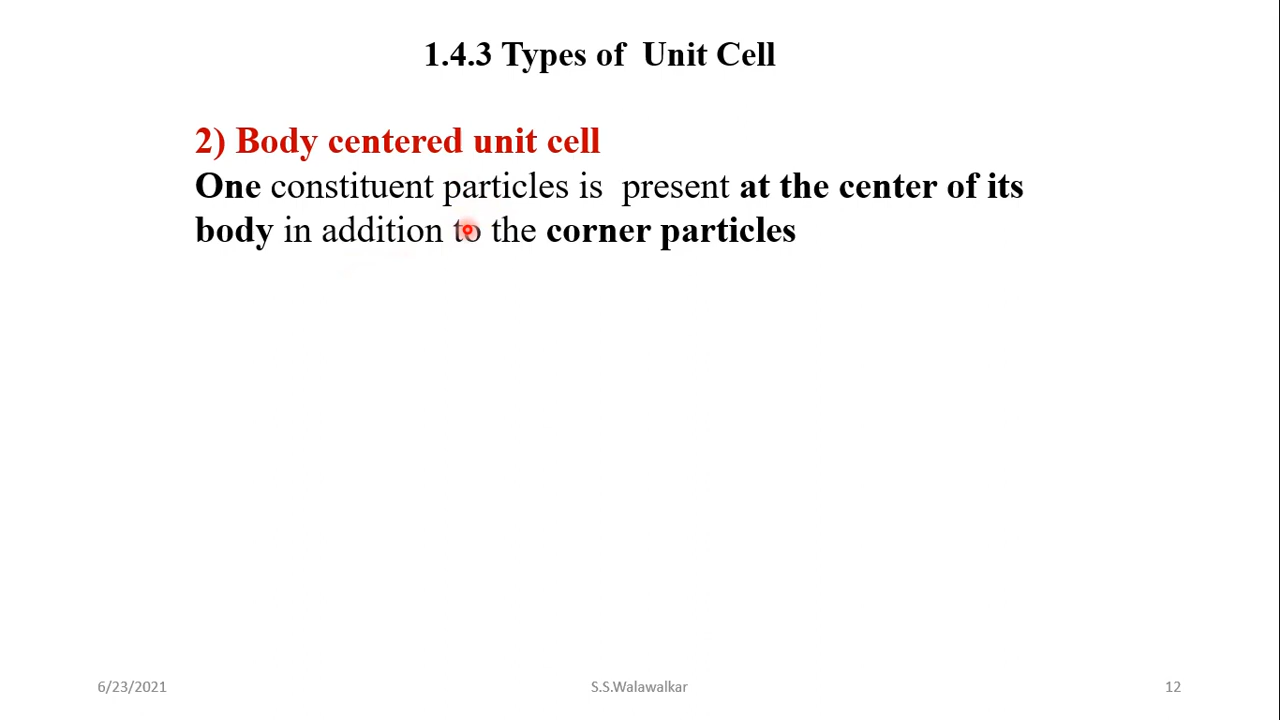 1.4.3 Types of Unit Cell
2) Body centered unit cell
One constituent particles is present at the center of its
body in addition to the corner particles
6/23/2021
S.S.Walawalkar
12